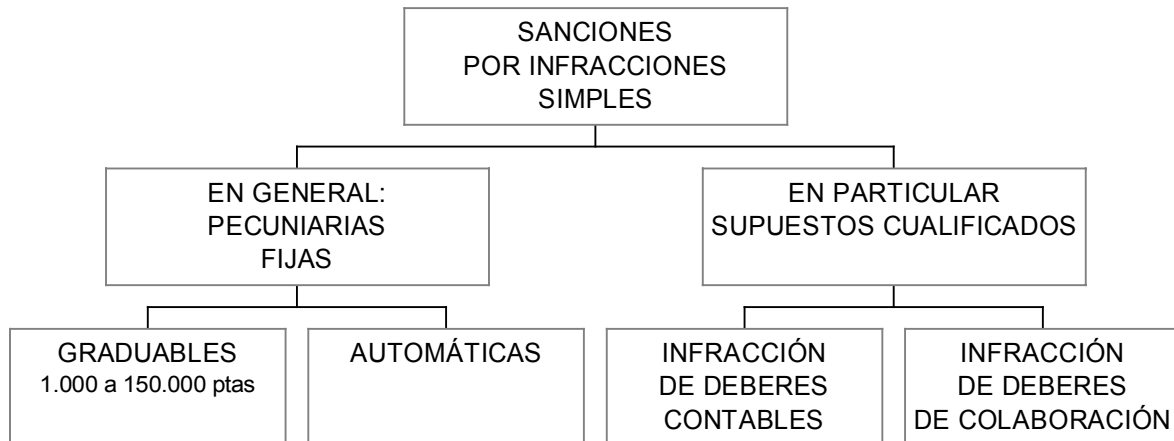 SANCIONES
POR INFRACCIONES
SIMPLES
EN GENERAL:
PECUNIARIAS
FIJAS
EN PARTICULAR
SUPUESTOS CUALIFICADOS
GRADUABLES
1.000 a 150.000 ptas
AUTOMÁTICAS
INFRACCIÓN
DE DEBERES
CONTABLES
INFRACCIÓN
DE DEBERES
DE COLABORACIÓN